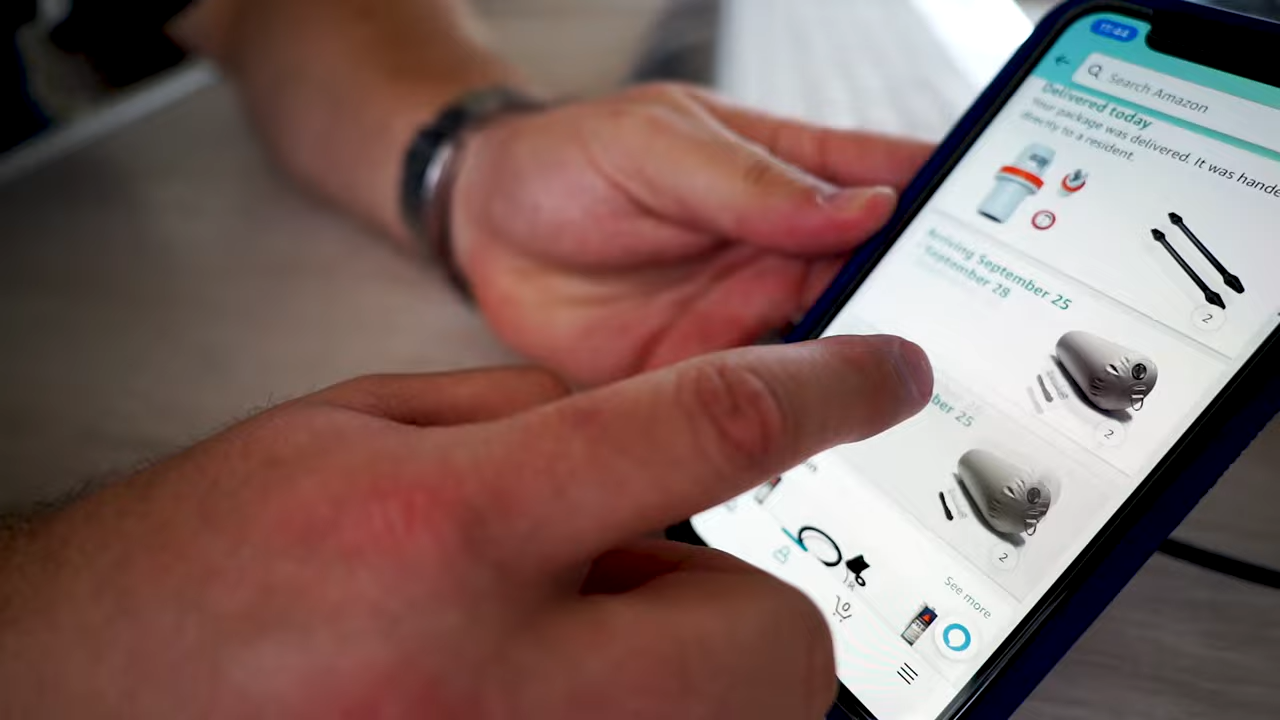 11:44
Search Amazon
Delivered today
Your package was delivered. It was hande
directly to a resident.
2
Arriving September 25
September 28
2
ber 25
2
See more